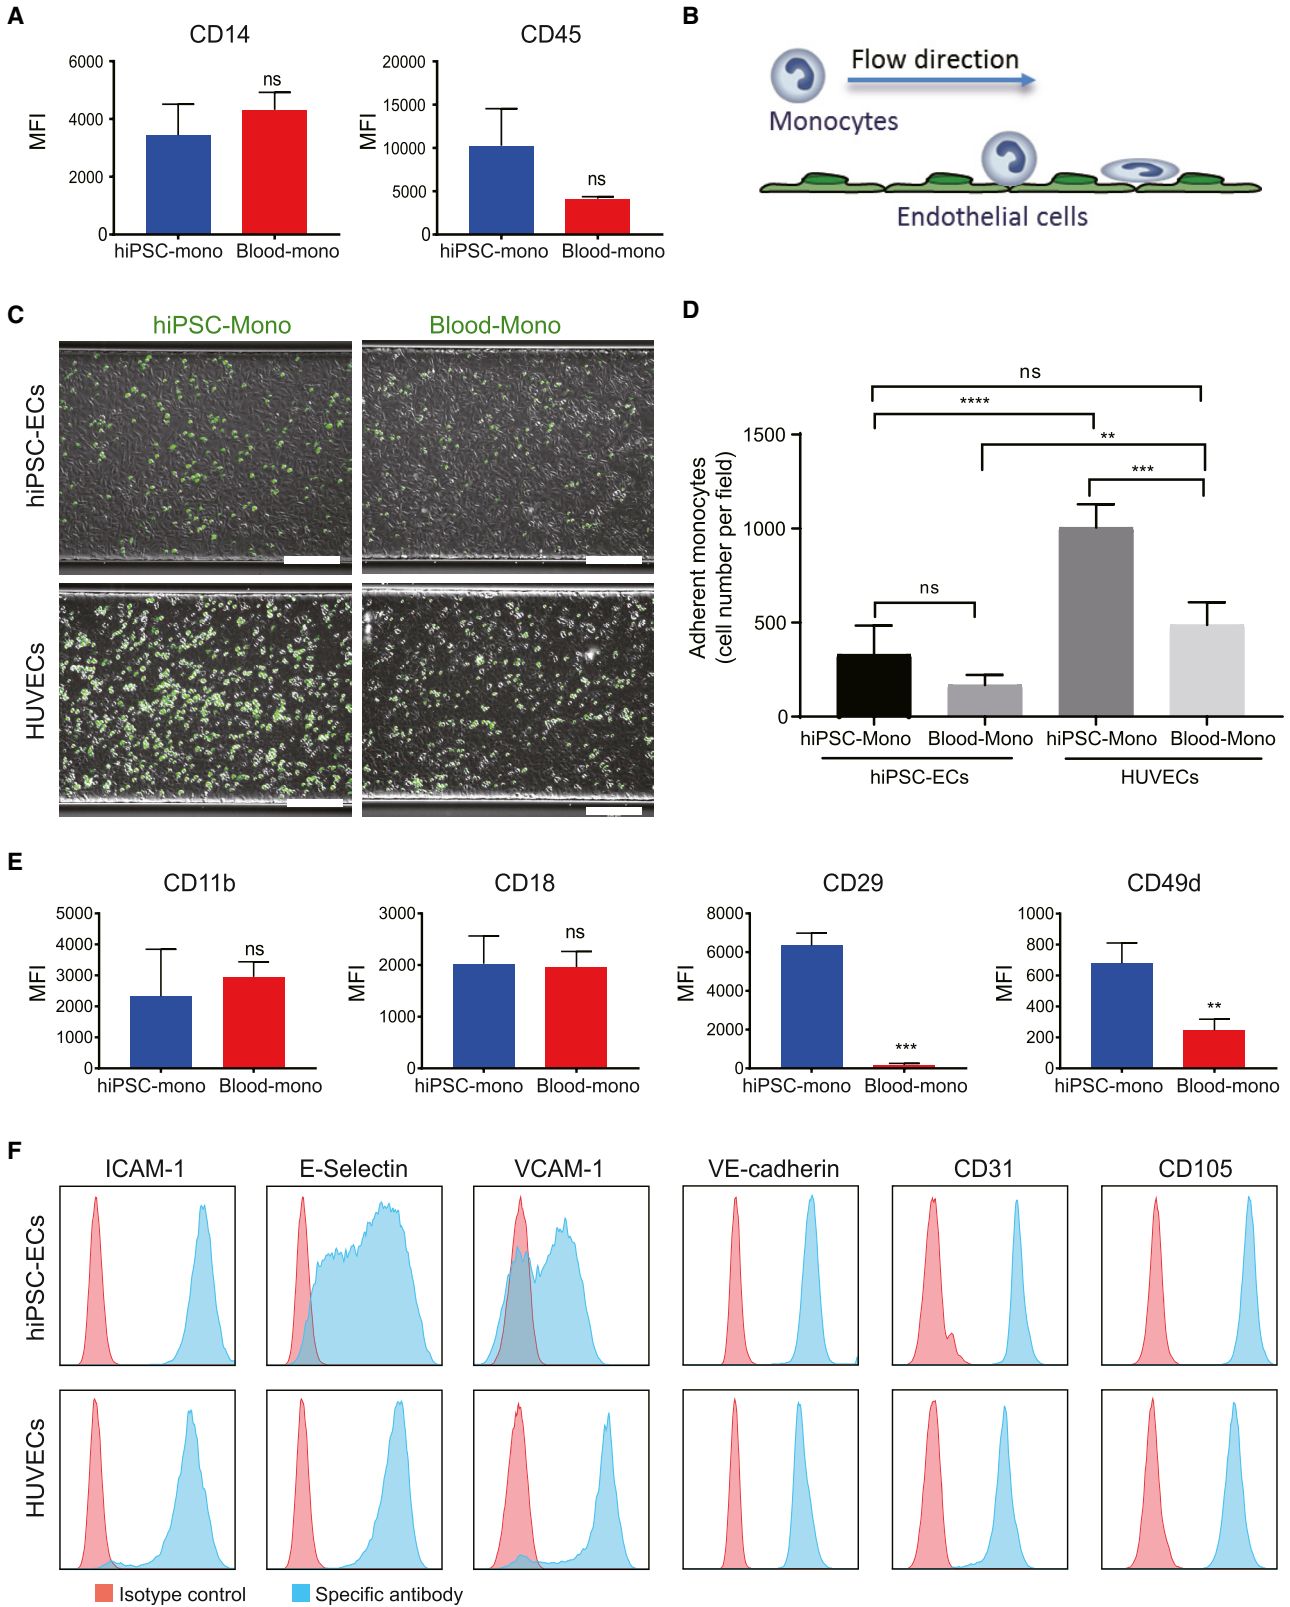 A
CD14
MFI
6000
4000
2000
0
ns
hiPSC-mono
Blood-mono
CD45
MFI
20000
15000
10000
5000
0
ns
hiPSC-mono
Blood-mono
B
Flow direction
Monocytes
Endothelial cells
C
hiPSC-Mono
Blood-Mono
hiPSC-ECs
HUVECs
D
Adherent monocytes
(cell number per field)
1500
1000
500
0
ns
****
**
***
ns
hiPSC-Mono
Blood-Mono
hiPSC-Mono
Blood-Mono
hiPSC-ECs
HUVECs
E
CD11b
MFI
5000
4000
3000
2000
1000
0
ns
hiPSC-mono
Blood-mono
CD18
MFI
3000
2000
1000
0
ns
hiPSC-mono
Blood-mono
CD29
MFI
8000
6000
4000
2000
0
***
hiPSC-mono
Blood-mono
CD49d
MFI
1000
800
600
400
200
0
**
hiPSC-mono
Blood-mono
F
ICAM-1
E-Selectin
VCAM-1
VE-cadherin
CD31
CD105
hiPSC-ECs
HUVECs
Isotype control
Specific antibody